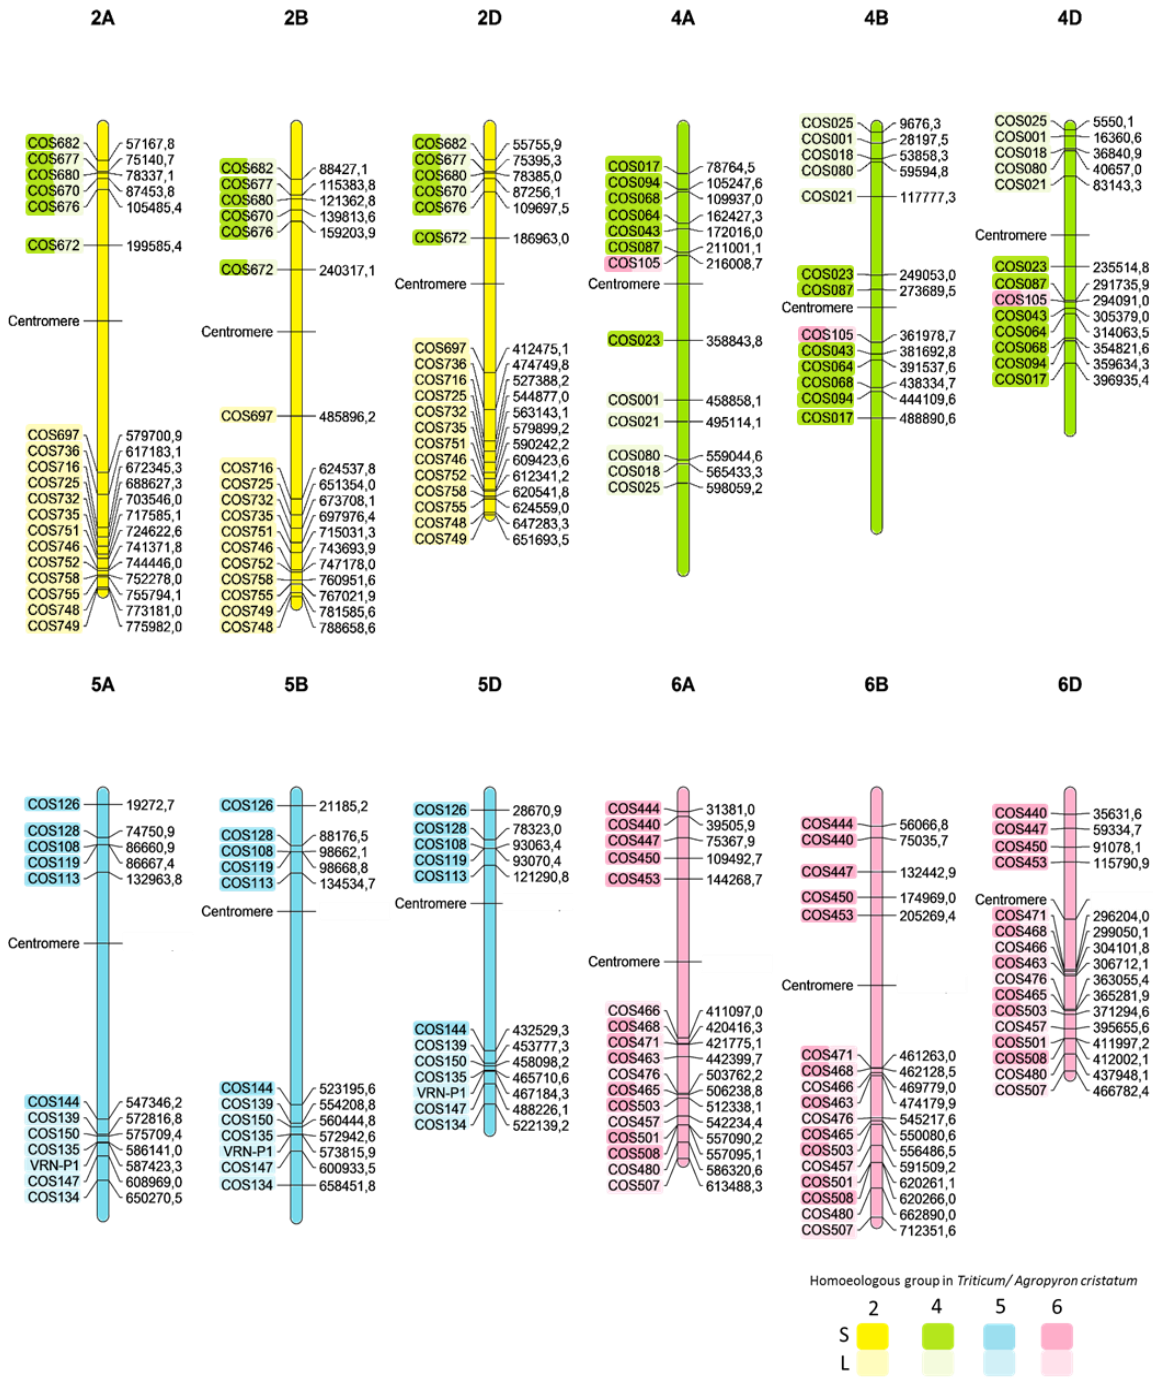 2A
COS682 57167,8
COS677 75140,7
COS680 78337,1
COS670 87453,8
COS676 105485,4
COS672 199585,4
Centromere
COS697 579700,9
COS736 617183,1
COS716 672345,3
COS725 688627,3
COS732 703546,0
COS735 717585,1
COS751 724622,6
COS746 741371,8
COS752 744446,0
COS758 752278,0
COS755 755794,1
COS748 773181,0
COS749 775982,0
2B
COS682 88427,1
COS677 115383,8
COS680 121362,8
COS670 139813,6
COS676 159203,9
COS672 240317,1
Centromere
COS697 485896,2
COS716 624537,8
COS725 651354,0
COS732 673708,1
COS735 697976,4
COS751 715031,3
COS746 743693,9
COS752 747178,0
COS758 760951,6
COS755 767021,9
COS749 781585,6
COS748 788658,6
2D
COS682 55755,9
COS677 75395,3
COS680 78385,0
COS670 87256,1
COS676 109697,5
COS672 186963,0
Centromere
COS697 412475,1
COS736 474749,8
COS716 527388,2
COS725 544877,0
COS732 563143,1
COS735 579899,2
COS751 590242,2
COS746 609423,6
COS752 612341,2
COS758 620541,8
COS755 624559,0
COS748 647283,3
COS749 651693,5
4A
COS017 78764,5
COS094 105247,6
COS068 109937,0
COS064 162427,3
COS043 172016,0
COS087 211001,1
COS105 216008,7
Centromere
COS023 358843,8
COS001 458858,1
COS021 495114,1
COS080 559044,6
COS018 565433,3
COS025 598059,2
4B
COS025 9676,3
COS001 28197,5
COS018 53858,3
COS080 59594,8
COS021 117777,3
COS023 249053,0
COS087 273689,5
Centromere
COS105 361978,7
COS043 381692,8
COS064 391537,6
COS068 438334,7
COS094 444109,6
COS017 488890,6
4D
COS025 5550,1
COS001 16360,6
COS018 36840,9
COS080 40657,0
COS021 83143,3
Centromere
COS023 235514,8
COS087 291735,9
COS105 294091,0
COS043 305379,0
COS064 314063,5
COS068 354821,6
COS094 359634,3
COS017 396935,4
5A
COS126 19272,7
COS128 74750,9
COS108 86660,9
COS119 86667,4
COS113 132963,8
Centromere
COS144 547346,2
COS139 572816,8
COS150 575709,4
COS135 586141,0
VRN-P1 587423,3
COS147 608969,0
COS134 650270,5
5B
COS126 21185,2
COS128 88176,5
COS108 98662,1
COS119 98668,8
COS113 134534,7
Centromere
COS144 523195,6
COS139 554208,8
COS150 560444,8
COS135 572942,6
VRN-P1 573815,9
COS147 600933,5
COS134 658451,8
5D
COS126 28670,9
COS128 78323,0
COS108 93063,4
COS119 93070,4
COS113 121290,8
Centromere
COS144 432529,3
COS139 453777,3
COS150 458098,2
COS135 465710,6
VRN-P1 467184,3
COS147 488226,1
COS134 522139,2
6A
COS444 31381,0
COS440 39505,9
COS447 75367,9
COS450 109492,7
COS453 144268,7
Centromere
COS466 411097,0
COS468 420416,3
COS471 421775,1
COS463 442399,7
COS476 503762,2
COS465 506238,8
COS503 512338,1
COS457 542234,4
COS501 557090,2
COS508 557095,1
COS480 586320,6
COS507 613488,3
6B
COS444 56066,8
COS440 75035,7
COS447 132442,9
COS450 174969,0
COS453 205269,4
Centromere
COS471 461263,0
COS468 462128,5
COS466 469779,0
COS463 474179,9
COS476 545217,6
COS465 550080,6
COS503 556486,5
COS457 591509,2
COS501 620261,1
COS508 620266,0
COS480 662890,0
COS507 712351,6
6D
COS440 35631,6
COS447 59334,7
COS450 91078,1
COS453 115790,9
Centromere
COS471 296204,0
COS468 299050,1
COS466 304101,8
COS463 306712,1
COS476 363055,4
COS465 365281,9
COS503 371294,6
COS457 395655,6
COS501 411997,2
COS508 412002,1
COS480 437948,1
COS507 466782,4
Homoeologous group in Triticum/ Agropyron cristatum
2 4 5 6
S
L